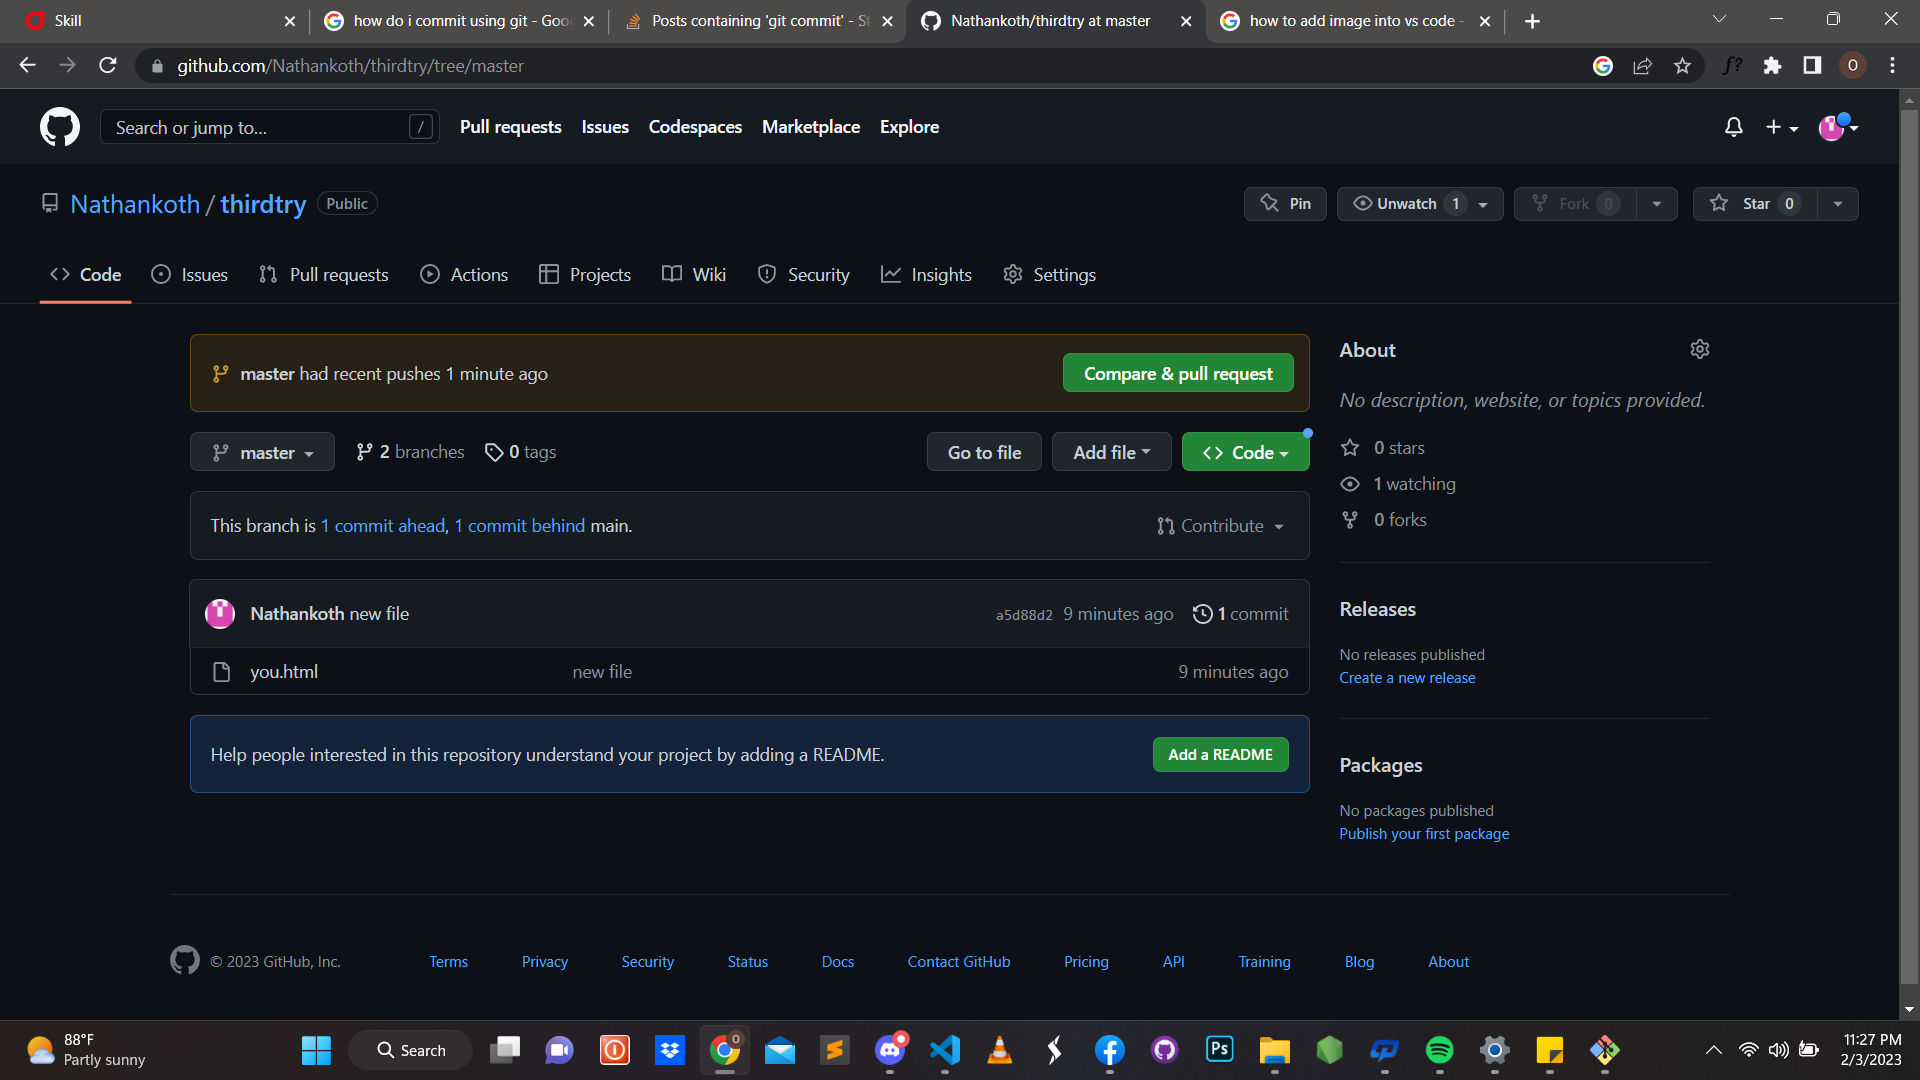 Skill
how do i commit using git - Goo
Posts containing 'git commit' - St
Nathankoth/thirdtry at master
how to add image into vs code -
github.com/Nathankoth/thirdtry/tree/master
f?
O
Search or jump to...
/
Pull requests
Issues
Codespaces
Marketplace
Explore
Nathankoth / thirdtry
Public
Pin
Unwatch 1
Fork 0
Star 0
Code
Issues
Pull requests
Actions
Projects
Wiki
Security
Insights
Settings
master had recent pushes 1 minute ago
Compare & pull request
About
No description, website, or topics provided.
master
2 branches
0 tags
Go to file
Add file
Code
0 stars
1 watching
0 forks
This branch is 1 commit ahead, 1 commit behind main.
Contribute
Nathankoth new file
a5d88d2 9 minutes ago
1 commit
you.html
new file
9 minutes ago
Releases
No releases published
Create a new release
Help people interested in this repository understand your project by adding a README.
Add a README
Packages
No packages published
Publish your first package
© 2023 GitHub, Inc.
Terms
Privacy
Security
Status
Docs
Contact GitHub
Pricing
API
Training
Blog
About
88°F
Partly sunny
Search
0
Ps
11:27 PM
2/3/2023